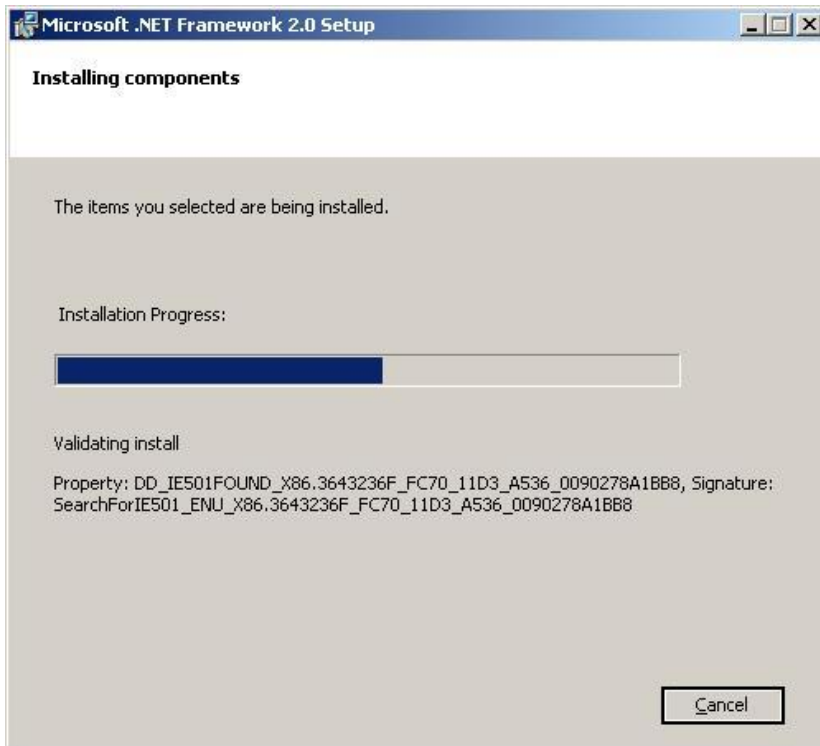 Microsoft .NET Framework 2.0 Setup
Installing components
The items you selected are being installed.
Installation Progress:
Validating install
Property: DD_IE501FOUND_X86.3643236F_FC70_11D3_A536_0090278A1BB8, Signature:
SearchForIE501_ENU_X86.3643236F_FC70_11D3_A536_0090278A1BB8
Cancel